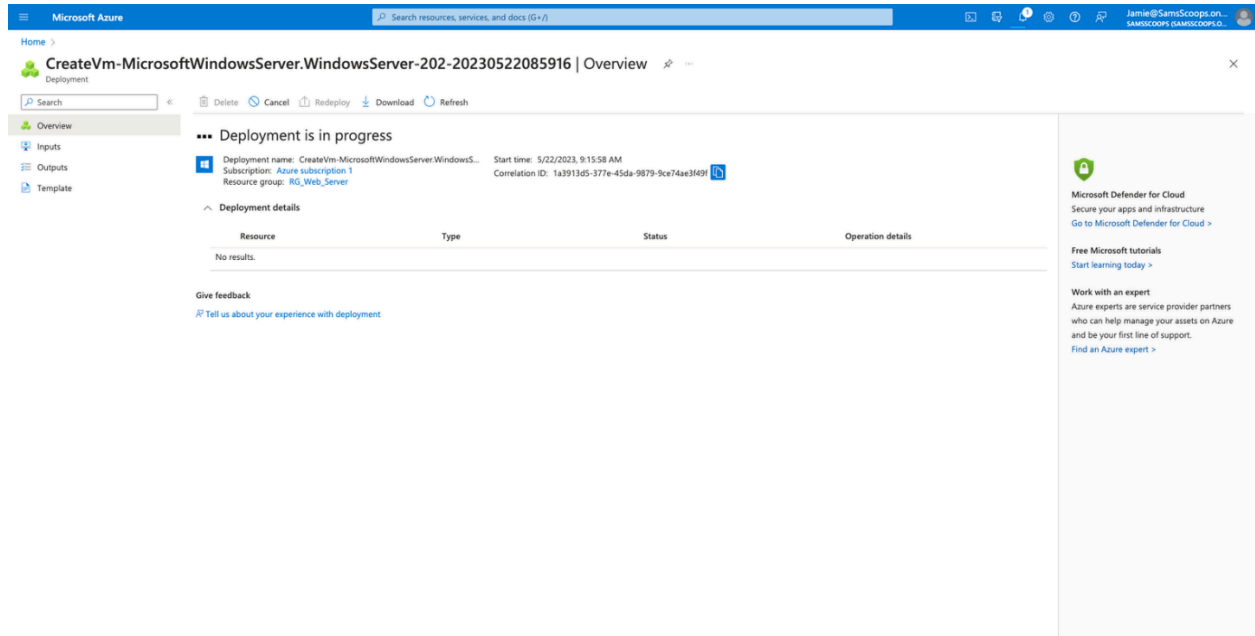 Microsoft Azure
Search resources, services, and docs (G+/)
1
Jamie@SamsScoops.on...
SAMSSCOOPS (SAMSSCOOPS.O...
Home >
CreateVm-MicrosoftWindowsServer.WindowsServer-202-20230522085916 | Overview
Deployment
Search
Delete Cancel Redeploy Download Refresh
Overview
Inputs
Outputs
Template
Deployment is in progress
Deployment name: CreateVm-MicrosoftWindowsServer.WindowsS...
Subscription: Azure subscription 1
Resource group: RG_Web_Server
Start time: 5/22/2023, 9:15:58 AM
Correlation ID: 1a3913d5-377e-45da-9879-9ce74ae3f49f
Deployment details
Resource Type Status Operation details
No results.
Give feedback
Tell us about your experience with deployment
Microsoft Defender for Cloud
Secure your apps and infrastructure
Go to Microsoft Defender for Cloud >
Free Microsoft tutorials
Start learning today >
Work with an expert
Azure experts are service provider partners
who can help manage your assets on Azure
and be your first line of support.
Find an Azure expert >